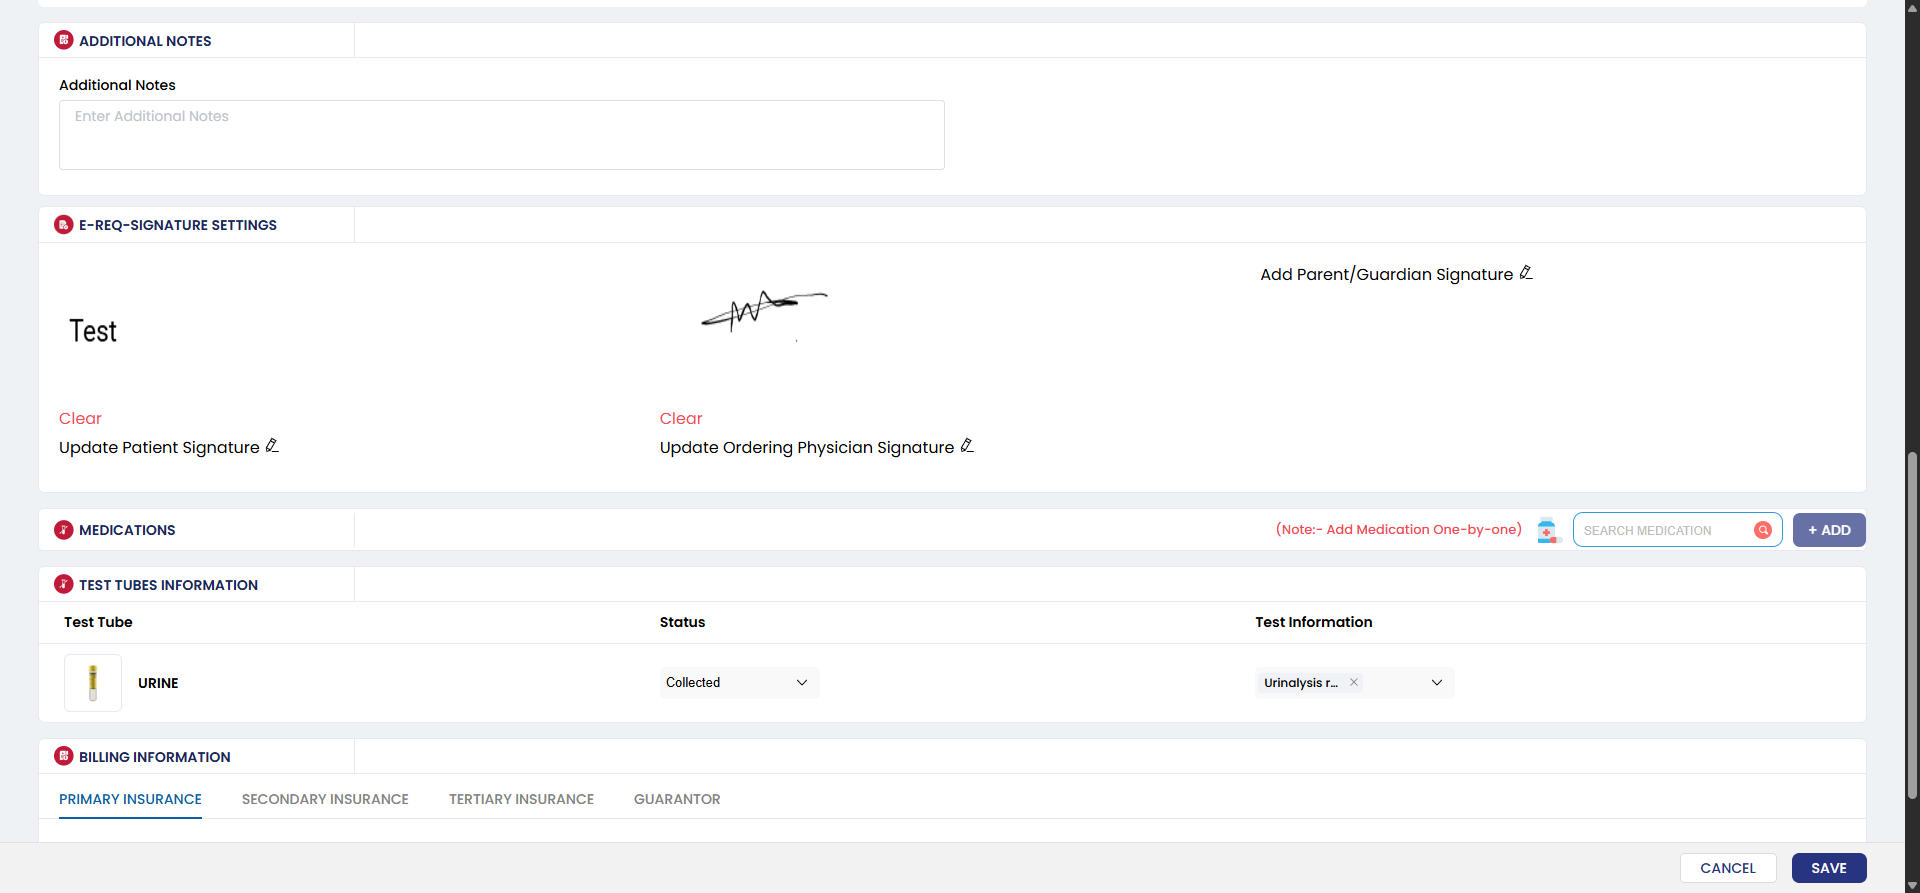 ADDITIONAL NOTES
Additional Notes
Enter Additional Notes
E-REQ-SIGNATURE SETTINGS
Add Parent/Guardian Signature
Test
Clear
Clear
Update Patient Signature
Update Ordering Physician Signature
MEDICATIONS
(Note:- Add Medication One-by-one)
SEARCH MEDICATION
+ ADD
TEST TUBES INFORMATION
Test Tube
Status
Test Information
URINE
Collected
Urinalysis r...
BILLING INFORMATION
PRIMARY INSURANCE
SECONDARY INSURANCE
TERTIARY INSURANCE
GUARANTOR
CANCEL
SAVE